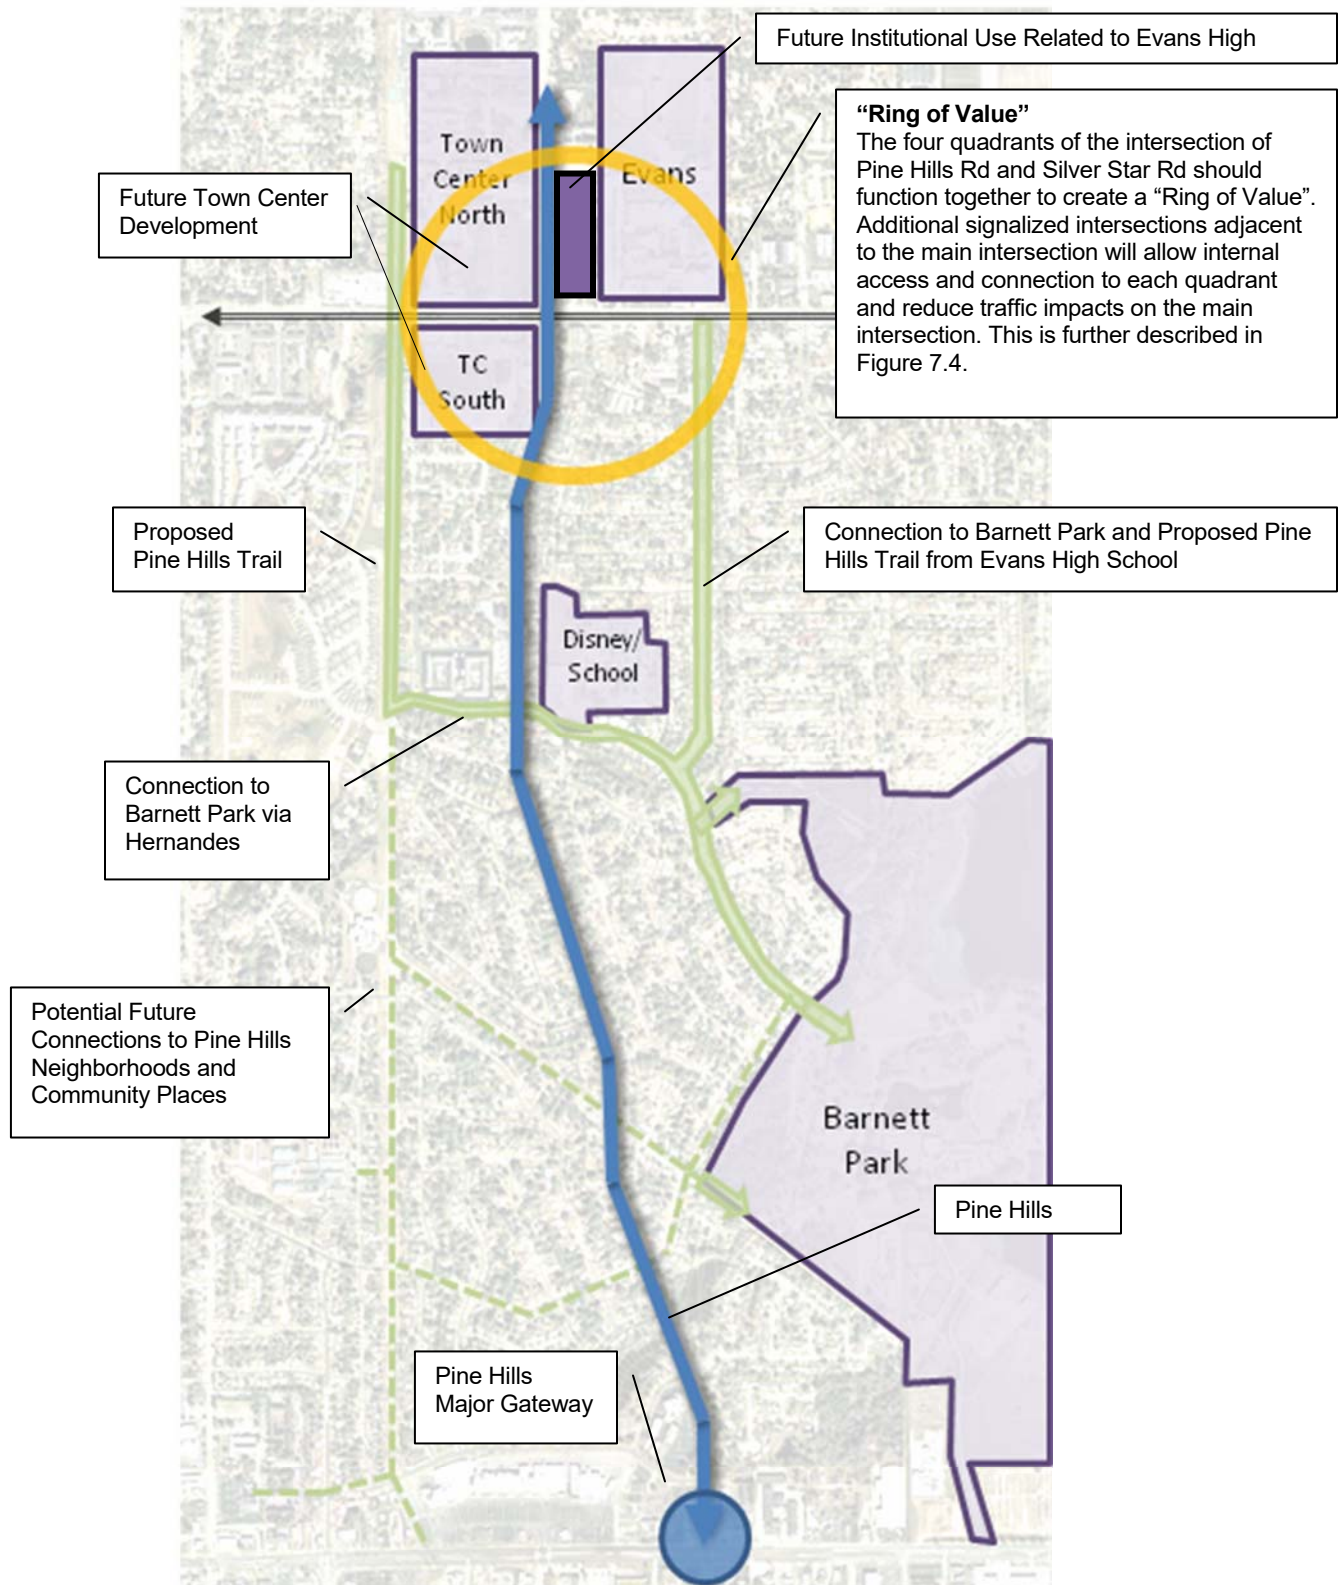 Future Institutional Use Related to Evans High
“Ring of Value”
The four quadrants of the intersection of
Pine Hills Rd and Silver Star Rd should
function together to create a “Ring of Value”.
Additional signalized intersections adjacent
to the main intersection will allow internal
access and connection to each quadrant
and reduce traffic impacts on the main
intersection. This is further described in
Figure 7.4.
Town
Center
North
Evans
Future Town Center
Development
TC
South
Proposed
Pine Hills Trail
Connection to Barnett Park and Proposed Pine
Hills Trail from Evans High School
Disney/
School
Connection to
Barnett Park via
Hernandes
Potential Future
Connections to Pine Hills
Neighborhoods and
Community Places
Barnett
Park
Pine Hills
Pine Hills
Major Gateway